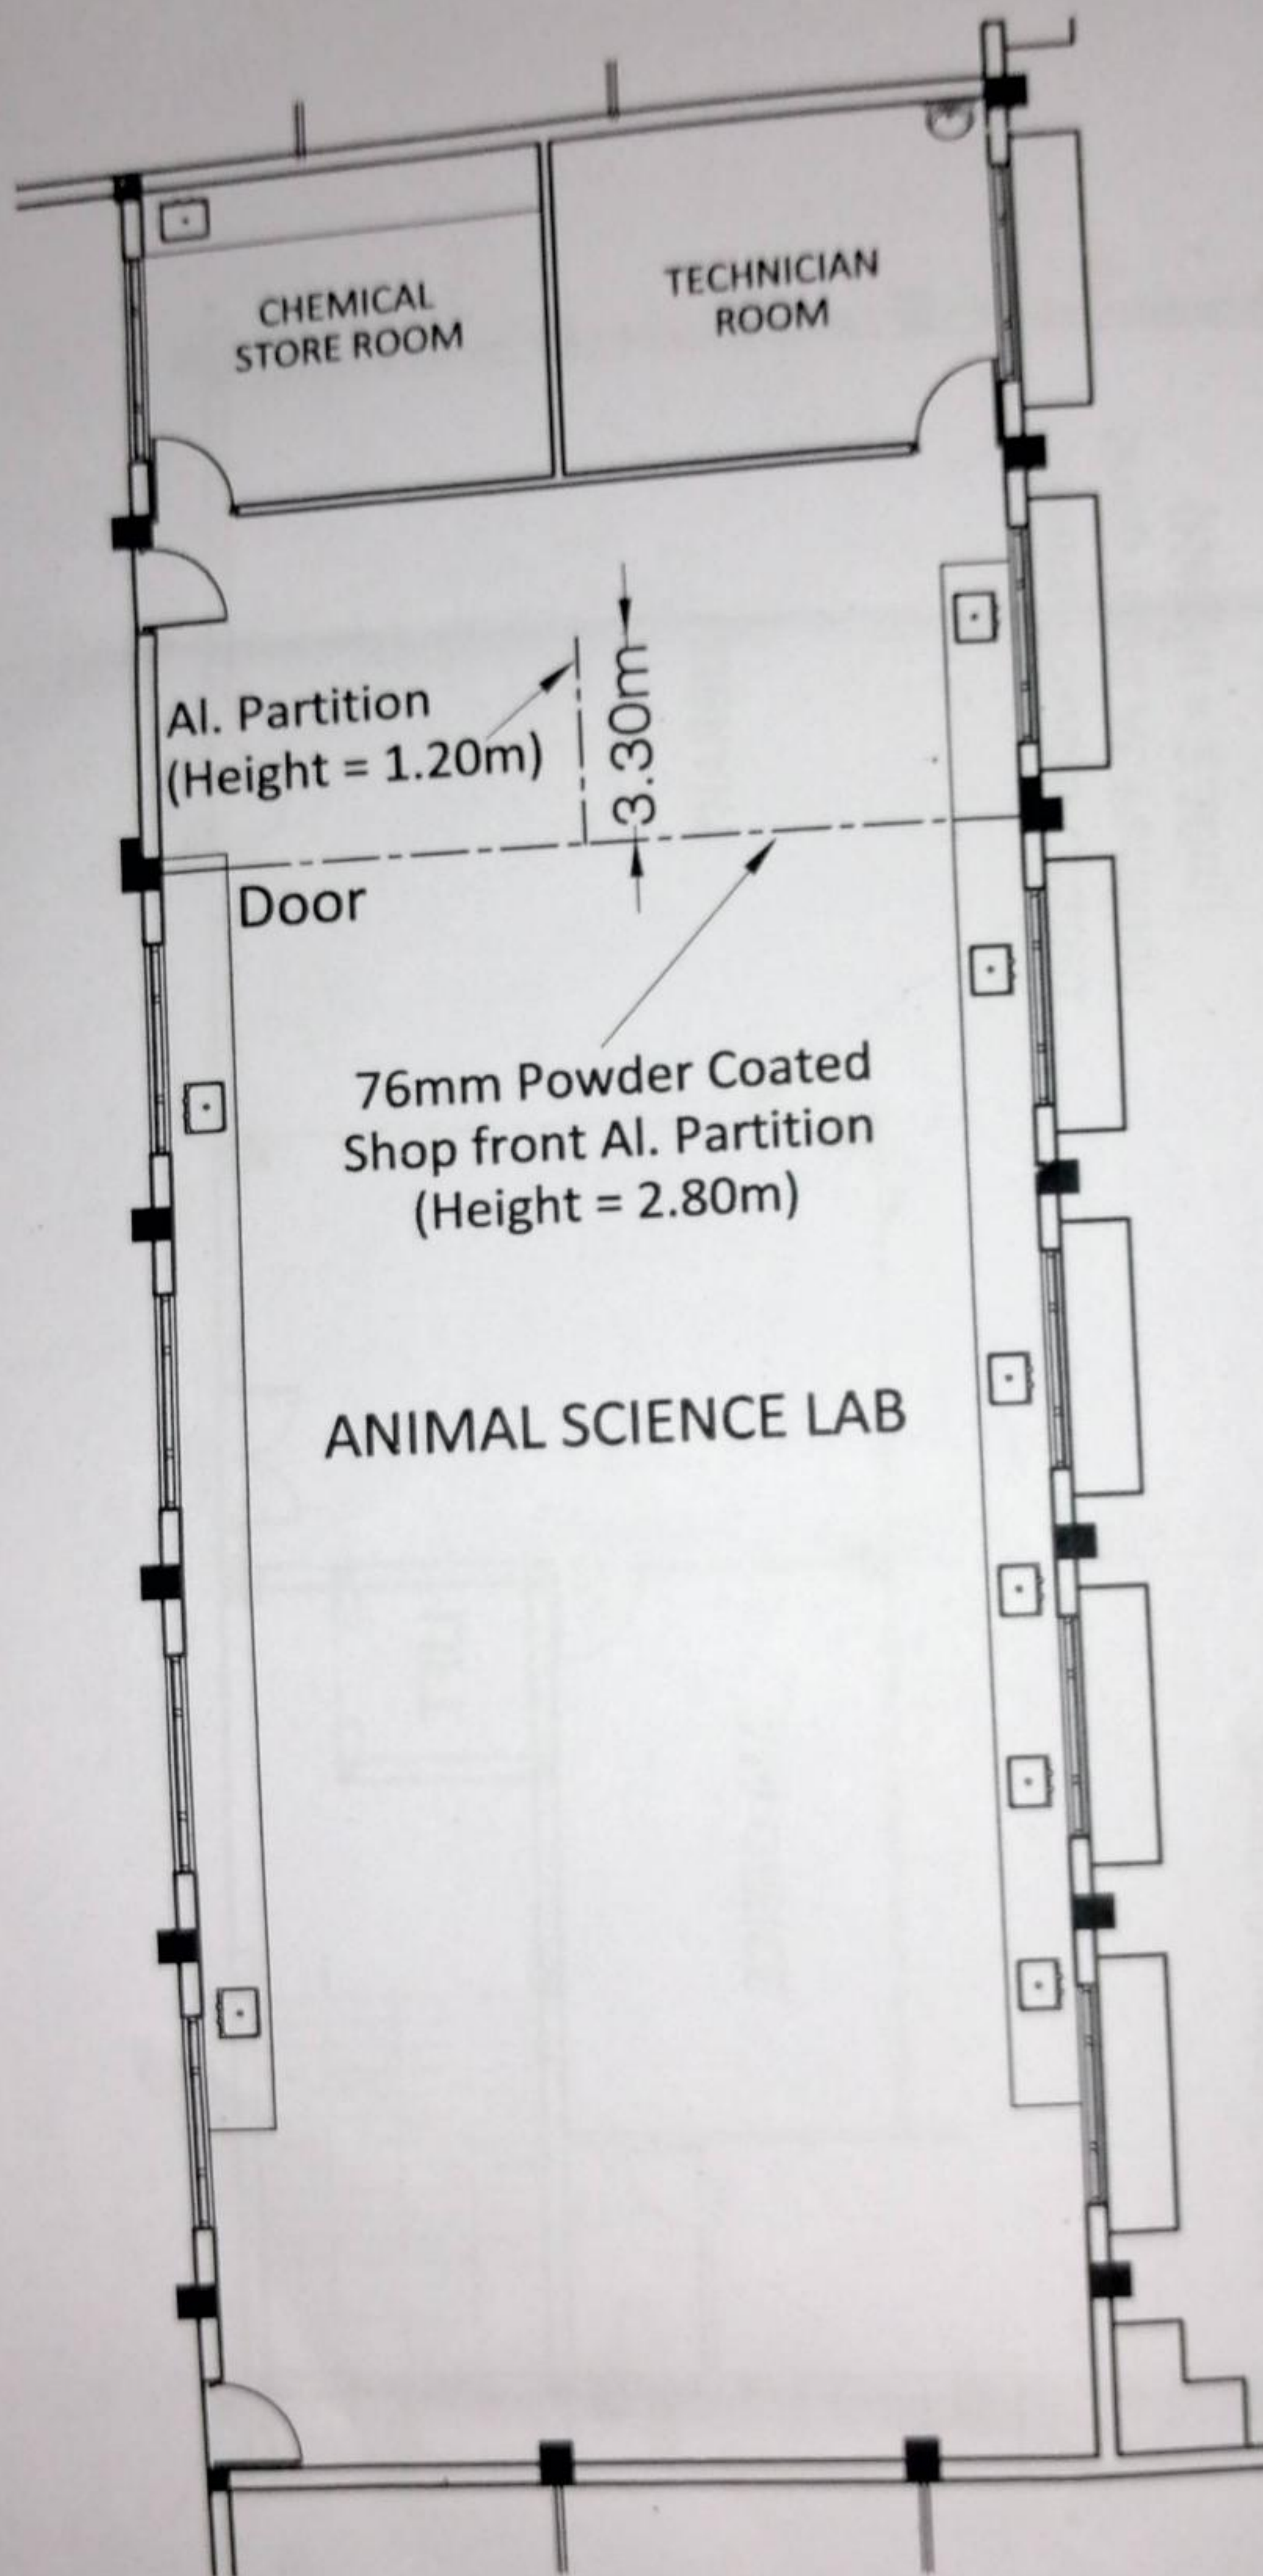 CHEMICAL
STORE ROOM
TECHNICIAN
ROOM
Al. Partition
(Height = 1.20m)
3.30m
Door
76mm Powder Coated
Shop front Al. Partition
(Height = 2.80m)
ANIMAL SCIENCE LAB